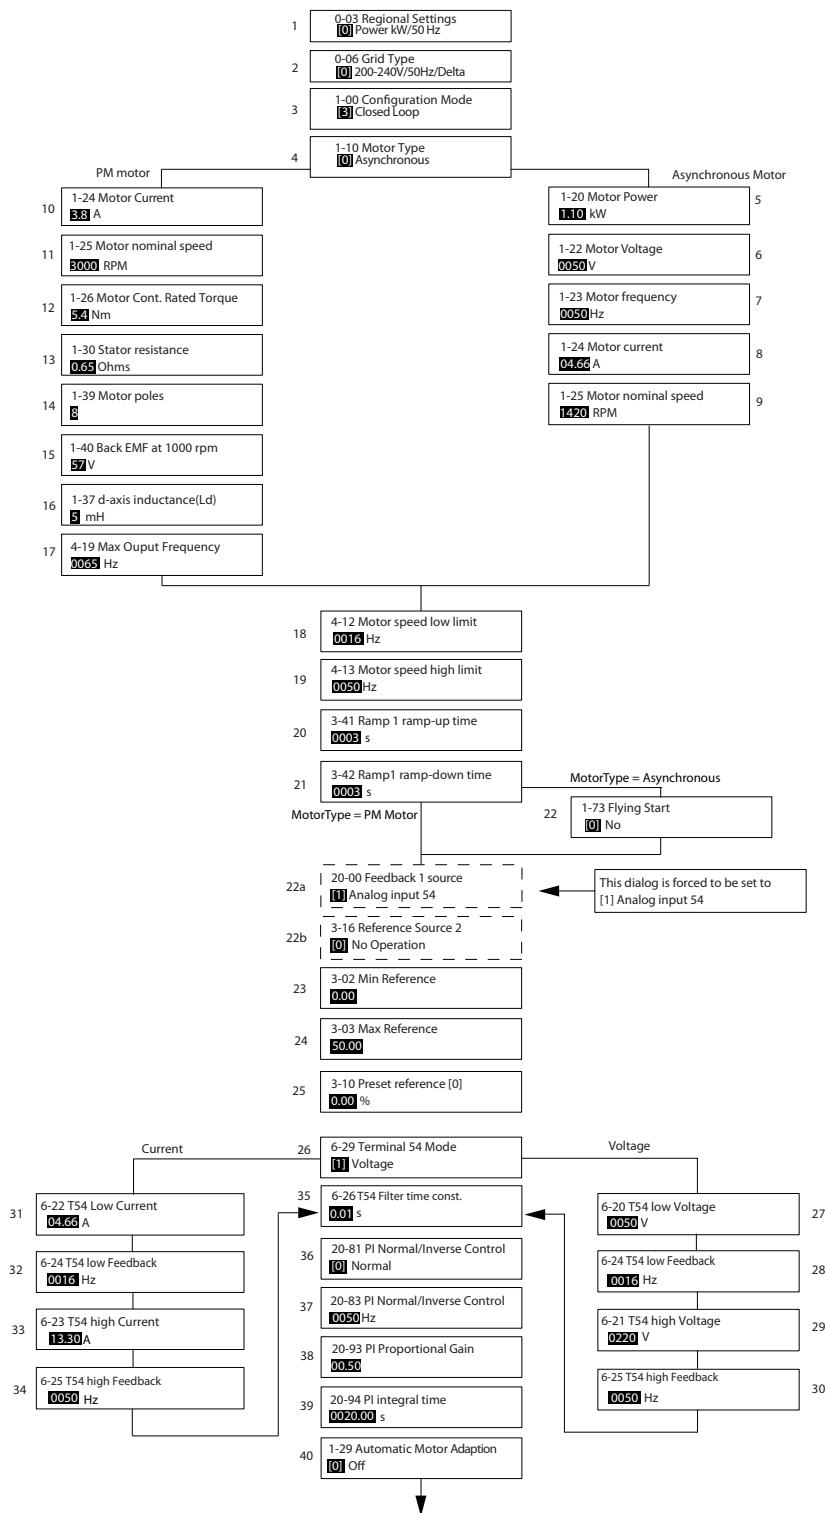 1
0-03 Regional Settings
[0] Power kW/50 Hz
2
0-06 Grid Type
[0] 200-240V/50Hz/Delta
3
1-00 Configuration Mode
[3] Closed Loop
4
1-10 Motor Type
[0] Asynchronous
PM motor
Asynchronous Motor
10
1-24 Motor Current
3.8 A
11
1-25 Motor nominal speed
3000 RPM
12
1-26 Motor Cont. Rated Torque
5.4 Nm
13
1-30 Stator resistance
0.65 Ohms
14
1-39 Motor poles
8
15
1-40 Back EMF at 1000 rpm
57 V
16
1-37 d-axis inductance(Ld)
5 mH
17
4-19 Max Ouput Frequency
0065 Hz
1-20 Motor Power
1.10 kW
5
1-22 Motor Voltage
0050 V
6
1-23 Motor frequency
0050 Hz
7
1-24 Motor current
04.66 A
8
1-25 Motor nominal speed
1420 RPM
9
18
4-12 Motor speed low limit
0016 Hz
19
4-13 Motor speed high limit
0050 Hz
20
3-41 Ramp 1 ramp-up time
0003 s
21
3-42 Ramp1 ramp-down time
0003 s
MotorType = Asynchronous
MotorType = PM Motor
22
1-73 Flying Start
[0] No
22a
20-00 Feedback 1 source
[1] Analog input 54
This dialog is forced to be set to
[1] Analog input 54
22b
3-16 Reference Source 2
[0] No Operation
23
3-02 Min Reference
0.00
24
3-03 Max Reference
50.00
25
3-10 Preset reference [0]
0.00 %
26
6-29 Terminal 54 Mode
[1] Voltage
Current
Voltage
31
6-22 T54 Low Current
04.66 A
32
6-24 T54 low Feedback
0016 Hz
33
6-23 T54 high Current
13.30 A
34
6-25 T54 high Feedback
0050 Hz
35
6-26 T54 Filter time const.
0.01 s
36
20-81 PI Normal/Inverse Control
[0] Normal
37
20-83 PI Normal/Inverse Control
0050 Hz
38
20-93 PI Proportional Gain
00.50
39
20-94 PI integral time
0020.00 s
40
1-29 Automatic Motor Adaption
[0] Off
6-20 T54 low Voltage
0050 V
27
6-24 T54 low Feedback
0016 Hz
28
6-21 T54 high Voltage
0220 V
29
6-25 T54 high Feedback
0050 Hz
30